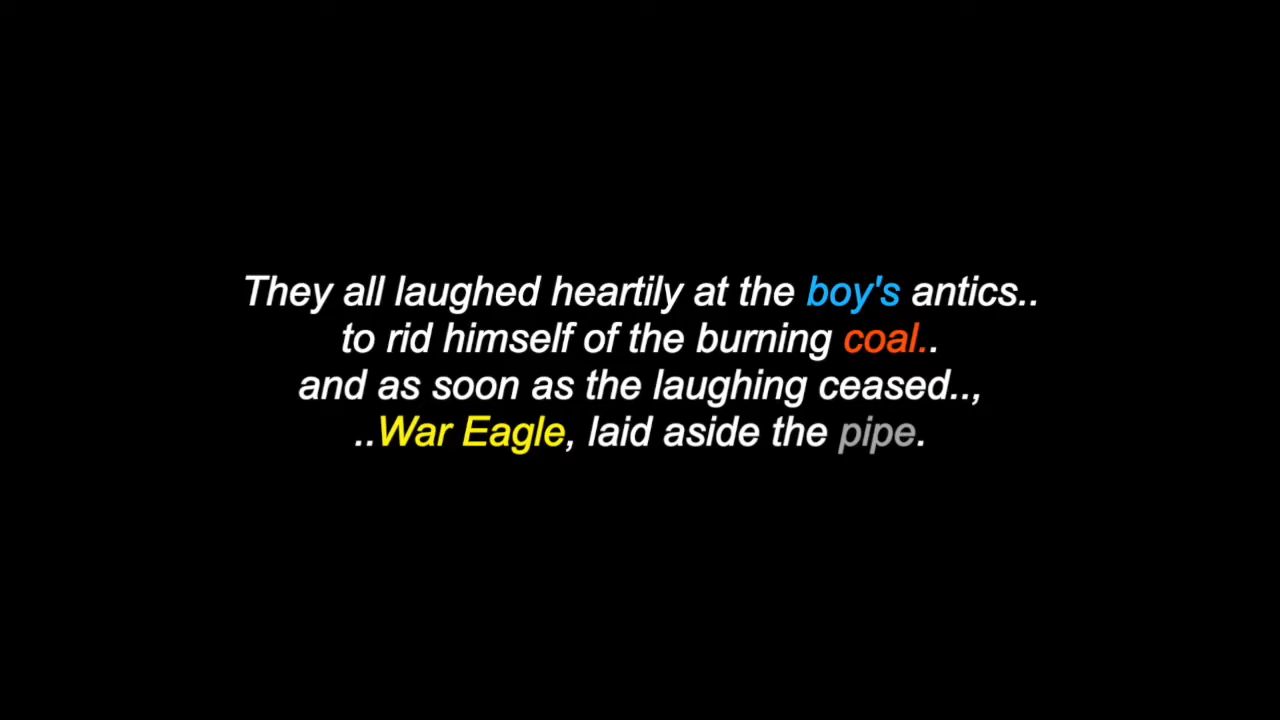 They all laughed heartily at the boy's antics..
to rid himself of the burning coal..
and as soon as the laughing ceased..,
..War Eagle, laid aside the pipe.